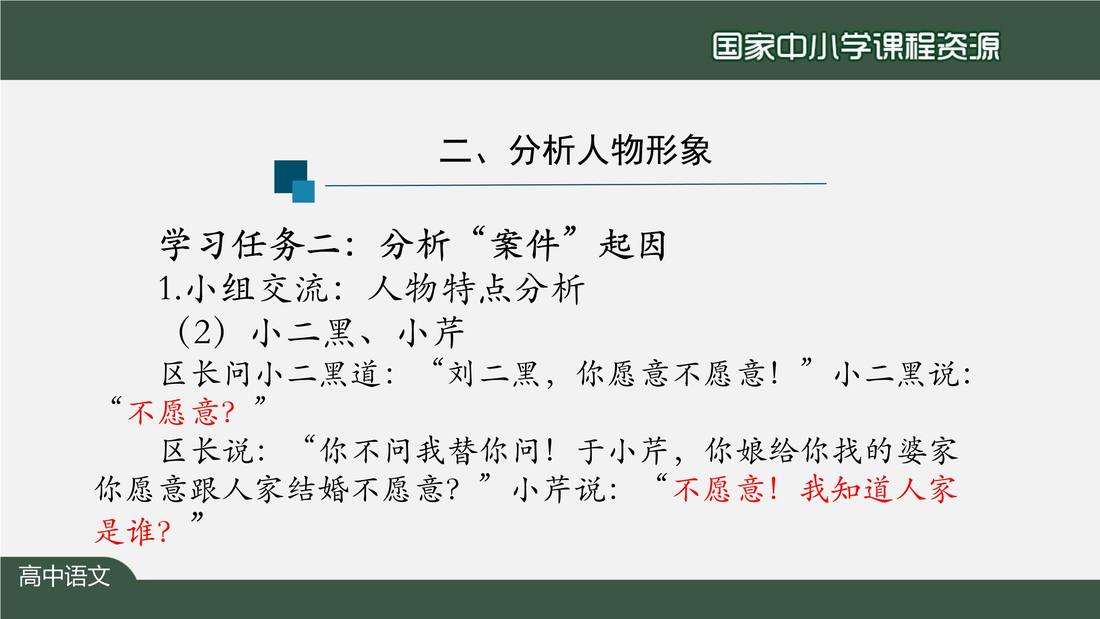 国家中小学课程资源
二、分析人物形象
学习任务二：分析“案件”起因
1.小组交流：人物特点分析
（2）小二黑、小芹
区长问小二黑道：“刘二黑，你愿意不愿意！”小二黑说：
“不愿意？”
区长说：“你不问我替你问！于小芹，你娘给你找的婆家
你愿意跟人家结婚不愿意？”小芹说：“不愿意！我知道人家
是谁？”
高中语文